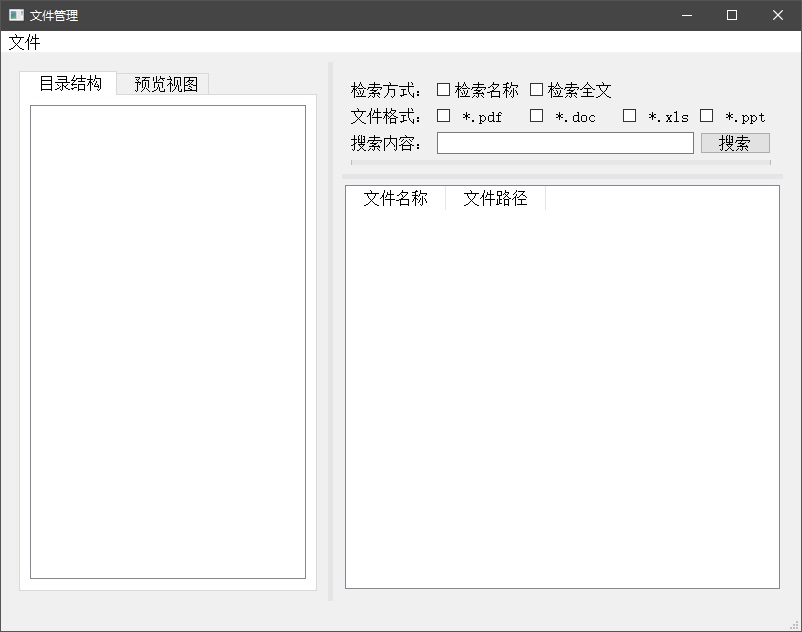 文件管理
文件
目录结构 预览视图
检索方式： 检索名称 检索全文
文件格式： *.pdf *.doc *.xls *.ppt
搜索内容： 搜索
文件名称 文件路径